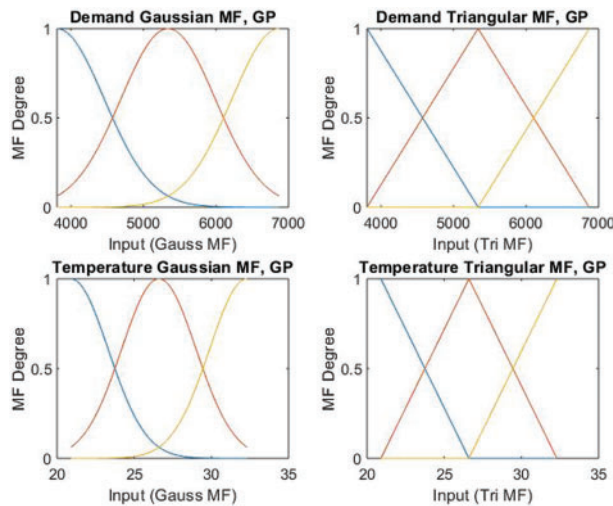 Demand Gaussian MF, GP
MF Degree
1
0.5
0
4000 5000 6000 7000
Input (Gauss MF)
Demand Triangular MF, GP
MF Degree
1
0.5
0
4000 5000 6000 7000
Input (Tri MF)
Temperature Gaussian MF, GP
MF Degree
1
0.5
0
20 25 30 35
Input (Gauss MF)
Temperature Triangular MF, GP
MF Degree
1
0.5
0
20 25 30 35
Input (Tri MF)